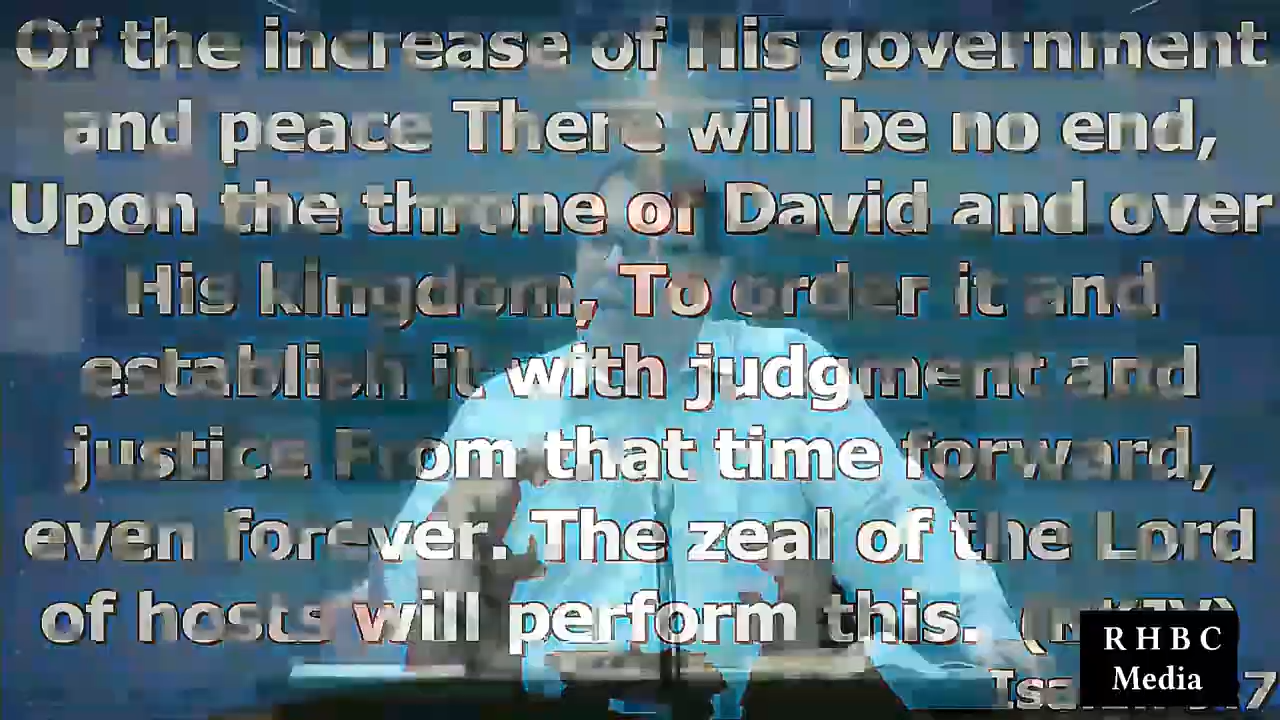 Of the increase of His government
and peace There will be no end,
Upon the throne of David and over
His kingdom, To order it and
establish it with judgment and
justice From that time forward,
even forever. The zeal of the Lord
of hosts will perform this. (NKJV)
RHBC
Media